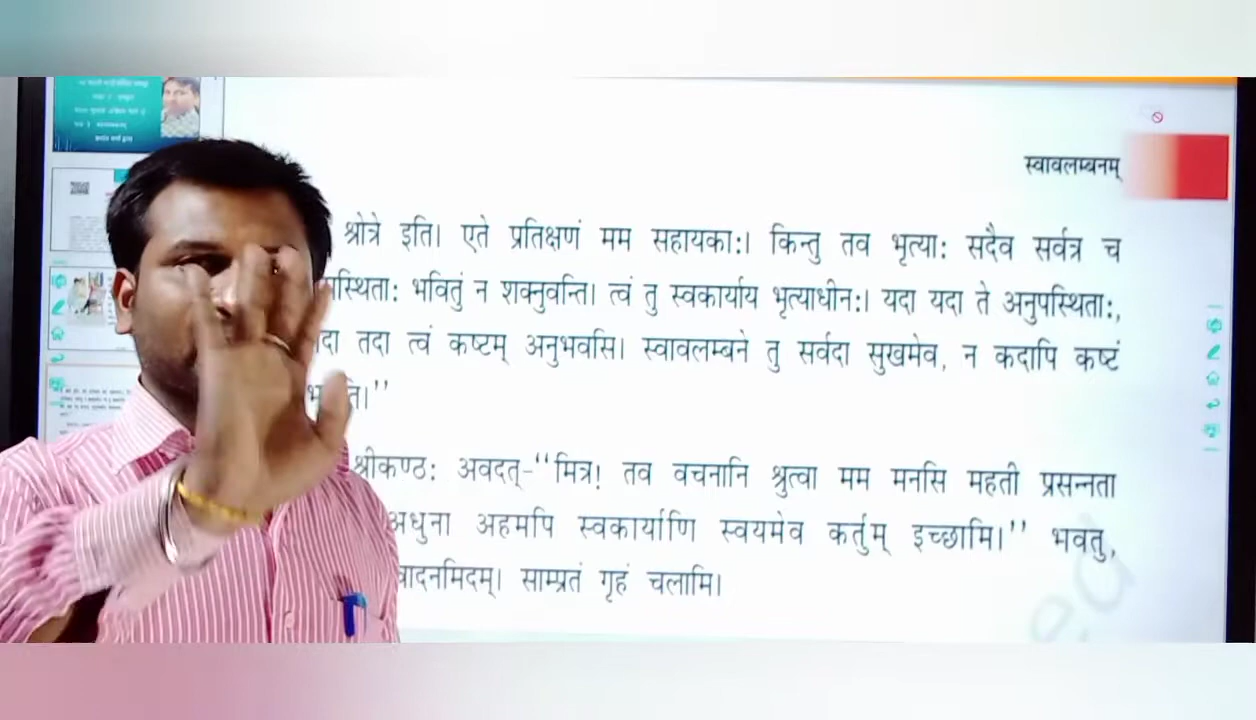 स्वावलम्बनम्
श्रोत्रे इति। एते प्रतिक्षणं मम सहायकाः। किन्तु तव भृत्याः सदैव सर्वत्र च
स्थिताः भवितुं न शक्नुवन्ति। त्वं तु स्वकार्याय भृत्याधीनः। यदा यदा ते अनुपस्थिताः,
तदा त्वं कष्टम् अनुभवसि। स्वावलम्बने तु सर्वदा सुखमेव, न कदापि कष्टं
ति।’’
श्रीकण्ठः अवदत्-‘‘मित्र! तव वचनानि श्रुत्वा मम मनसि महती प्रसन्नता
अधुना अहमपि स्वकार्याणि स्वयमेव कर्तुम् इच्छामि।’’ भवतु,
वादनमिदम्। साम्प्रतं गृहं चलामि।